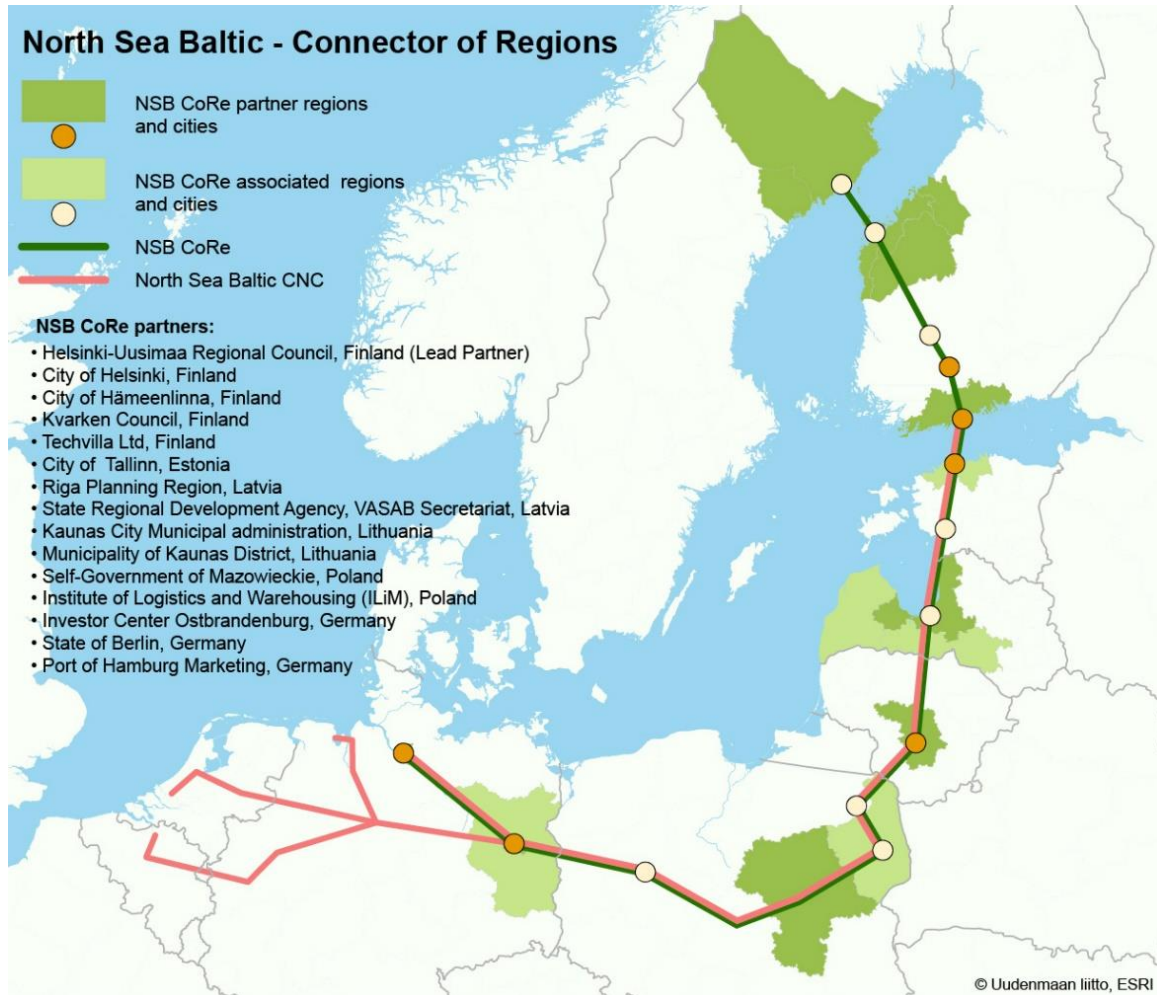 North Sea Baltic - Connector of Regions
NSB CoRe partner regions
and cities
NSB CoRe associated regions
and cities
NSB CoRe
North Sea Baltic CNC
NSB CoRe partners:
• Helsinki-Uusimaa Regional Council, Finland (Lead Partner)
• City of Helsinki, Finland
• City of Hämeenlinna, Finland
• Kvarken Council, Finland
• Techvilla Ltd, Finland
• City of Tallinn, Estonia
• Riga Planning Region, Latvia
• State Regional Development Agency, VASAB Secretariat, Latvia
• Kaunas City Municipal administration, Lithuania
• Municipality of Kaunas District, Lithuania
• Self-Government of Mazowieckie, Poland
• Institute of Logistics and Warehousing (ILiM), Poland
• Investor Center Ostbrandenburg, Germany
• State of Berlin, Germany
• Port of Hamburg Marketing, Germany
© Uudenmaan liitto, ESRI